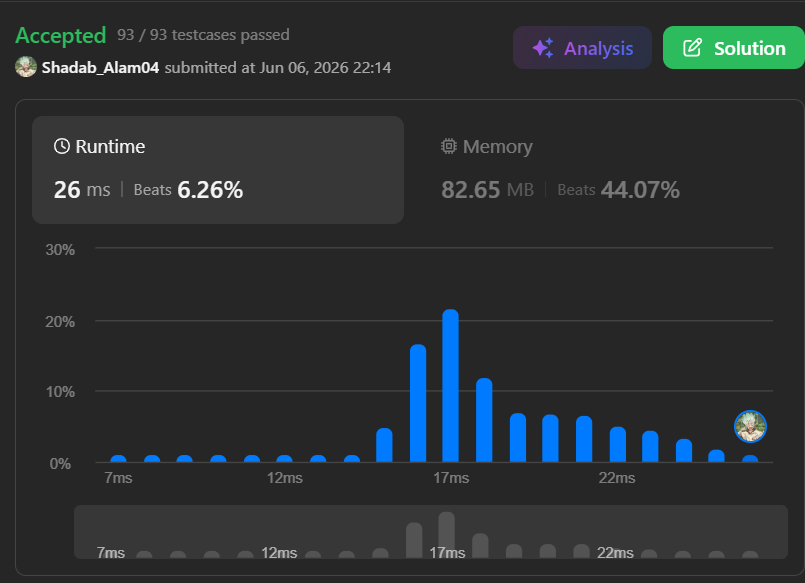 Accepted 93 / 93 testcases passed
Analysis
Solution
Shadab_Alam04 submitted at Jun 06, 2026 22:14
Runtime
26 ms | Beats 6.26%
Memory
82.65 MB | Beats 44.07%
30%
20%
10%
0%
7ms 12ms 17ms 22ms
7ms 12ms 17ms 22ms